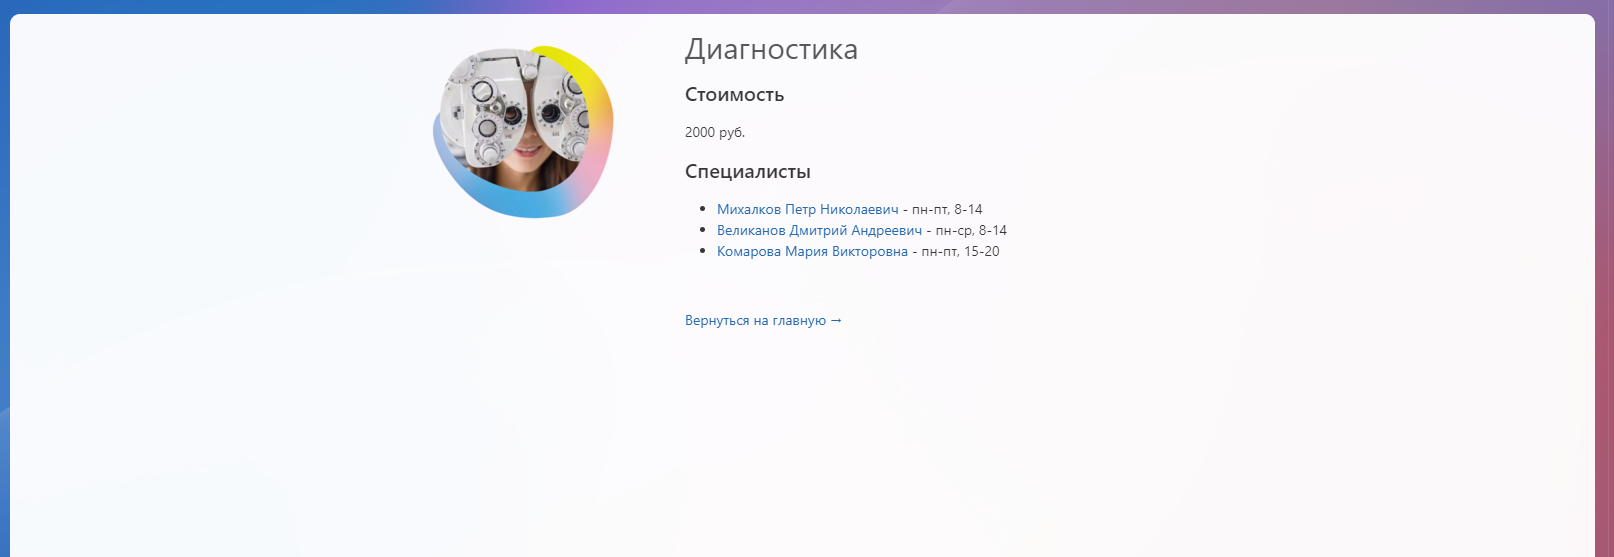 Диагностика
Стоимость
2000 руб.
Специалисты
Михалков Петр Николаевич - пн-пт, 8-14
Великанов Дмитрий Андреевич - пн-ср, 8-14
Комарова Мария Викторовна - пн-пт, 15-20
Вернуться на главную →